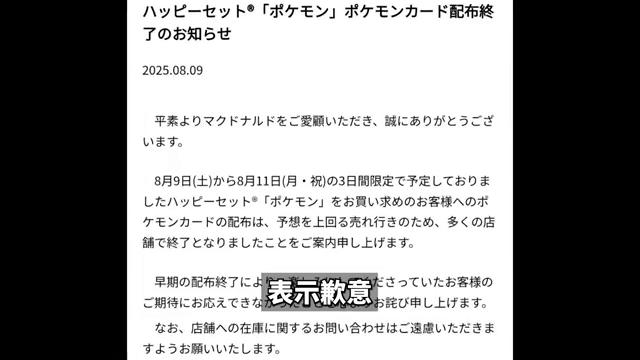 ハッピーセット®「ポケモン」ポケモンカード配布終
了のお知らせ
2025.08.09
平素よりマクドナルドをご愛顧いただき、誠にありがとうござ
います。
8月9日(土)から8月11日(月・祝)の3日間限定で予定しておりま
したハッピーセット®「ポケモン」をお買い求めのお客様へのポ
ケモンカードの配布は、予想を上回る売れ行きのため、多くの店
舗で終了となりましたことをご案内申し上げます。
早期の配布終了により ださっていたお客様の
ご期待にお応えできなか お詫び申し上げます。
表示歉意
なお、店舗への在庫に関するお問い合わせはご遠慮いただきま
すようお願いいたします。